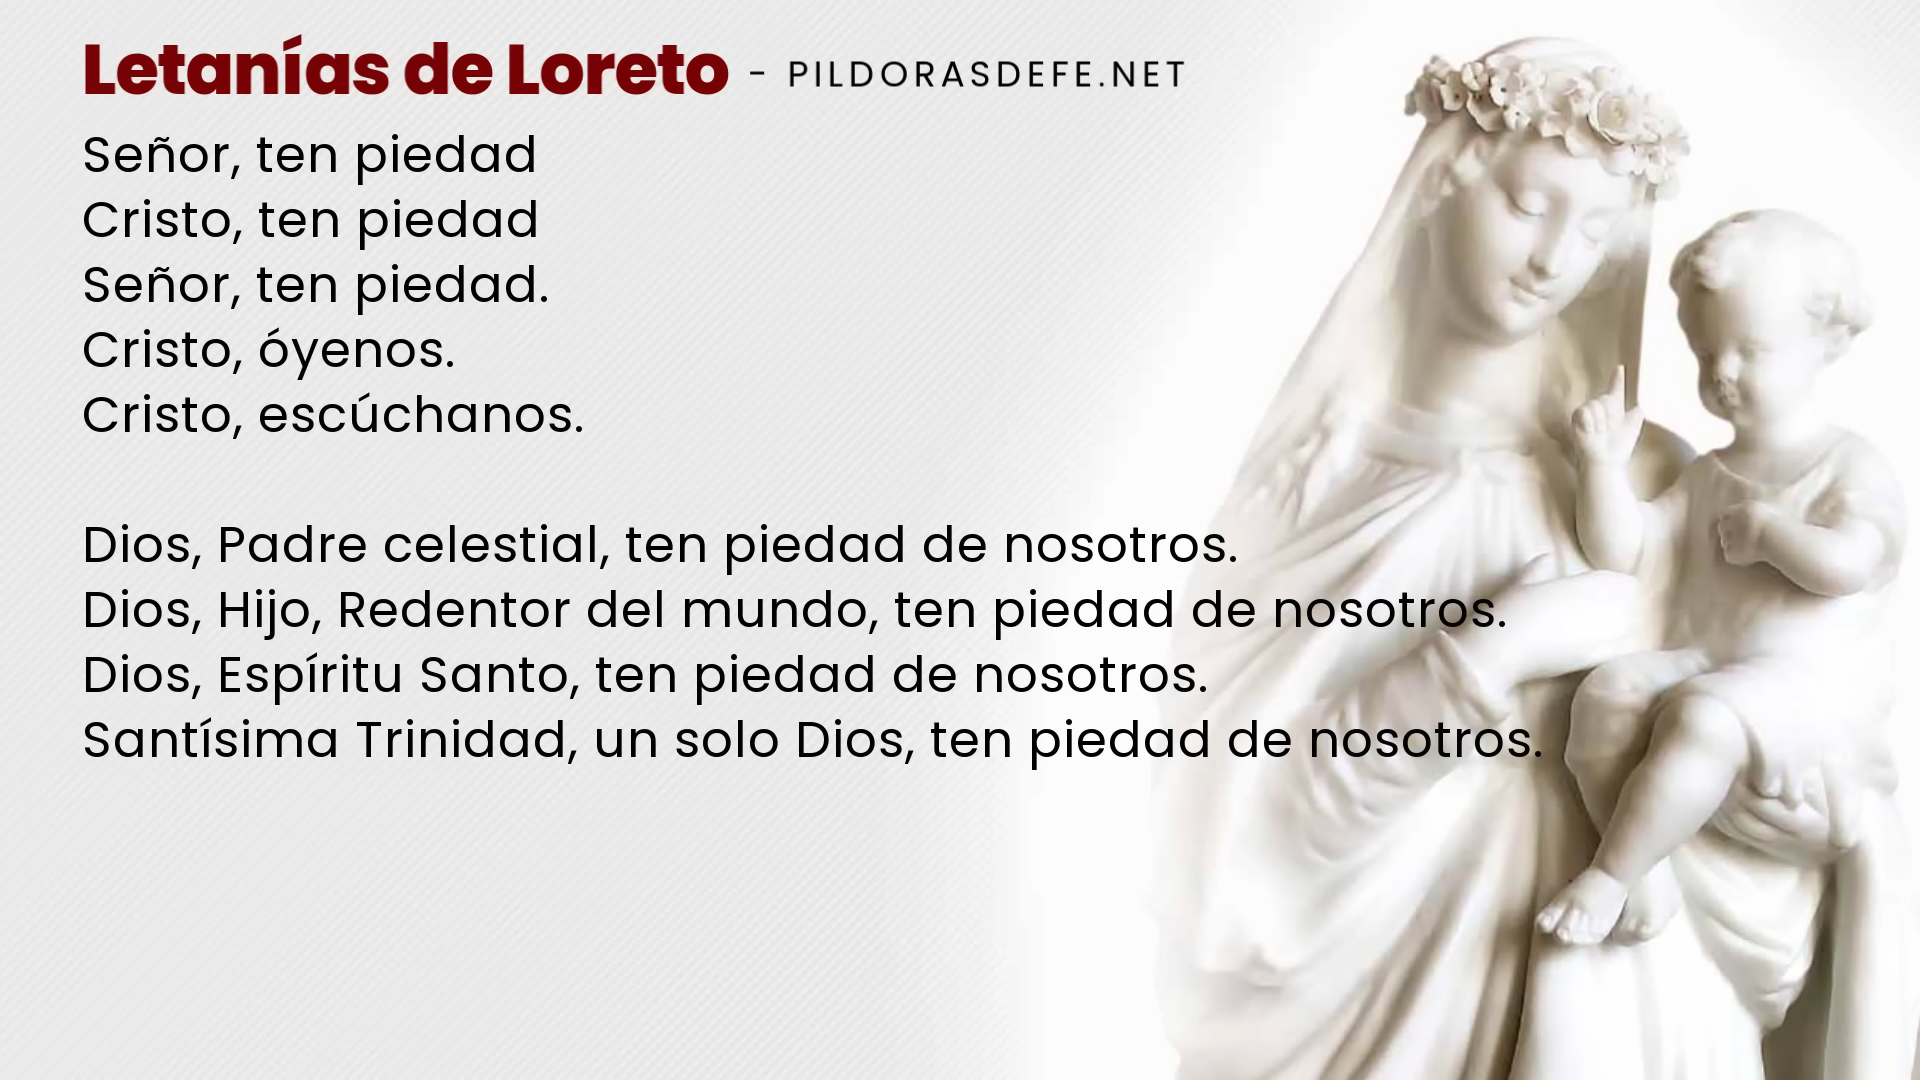 Letanías de Loreto - PILDORASDEFE.NET
Señor, ten piedad
Cristo, ten piedad
Señor, ten piedad.
Cristo, óyenos.
Cristo, escúchanos.
Dios, Padre celestial, ten piedad de nosotros.
Dios, Hijo, Redentor del mundo, ten piedad de nosotros.
Dios, Espíritu Santo, ten piedad de nosotros.
Santísima Trinidad, un solo Dios, ten piedad de nosotros.